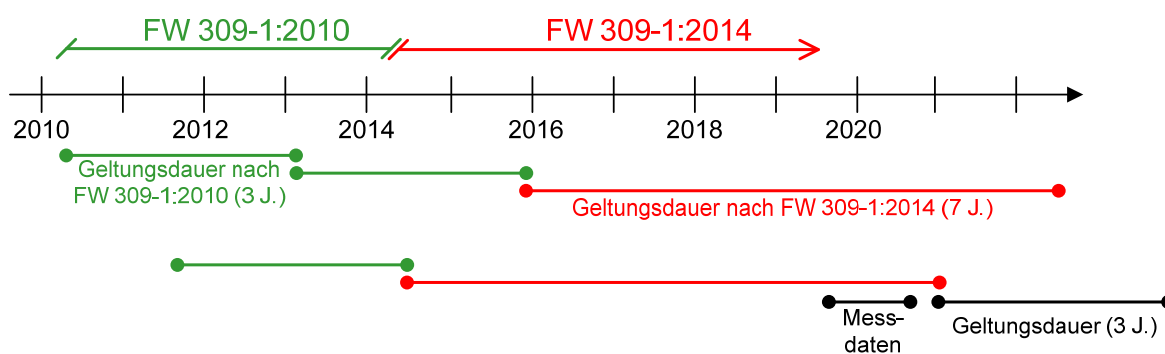 FW 309-1:2010
FW 309-1:2014
2010 2012 2014 2016 2018 2020
Geltungsdauer nach
FW 309-1:2010 (3 J.)
Geltungsdauer nach FW 309-1:2014 (7 J.)
Mess-
daten
Geltungsdauer (3 J.)